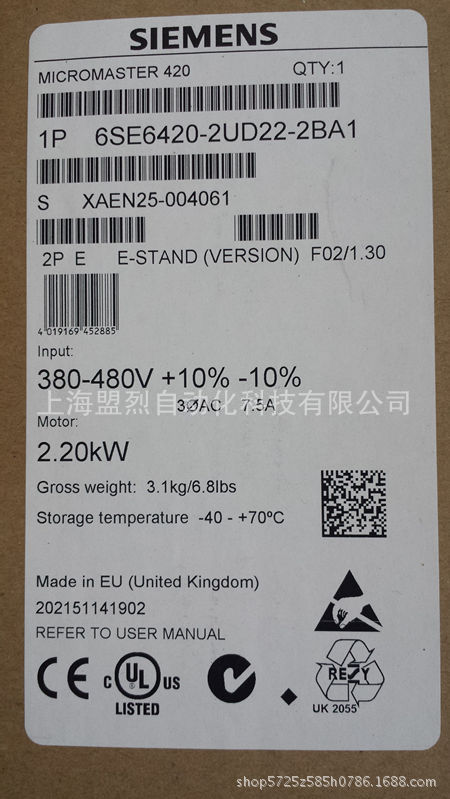 SIEMENS
MICROMASTER 420 QTY:1
1P 6SE6420-2UD22-2BA1
S XAEN25-004061
2P E E-STAND (VERSION) F02/1.30
4 019169 452885
Input:
380-480V +10% -10%
上海盟烈自动化科技有限公司
3ØAC 7.5A
Motor:
2.20kW
Gross weight: 3.1kg/6.8lbs
Storage temperature -40 - +70ºC
Made in EU (United Kingdom)
202151141902
REFER TO USER MANUAL
CE C UL US
LISTED
RESY
UK 2055
shop5725z585h0786.1688.com